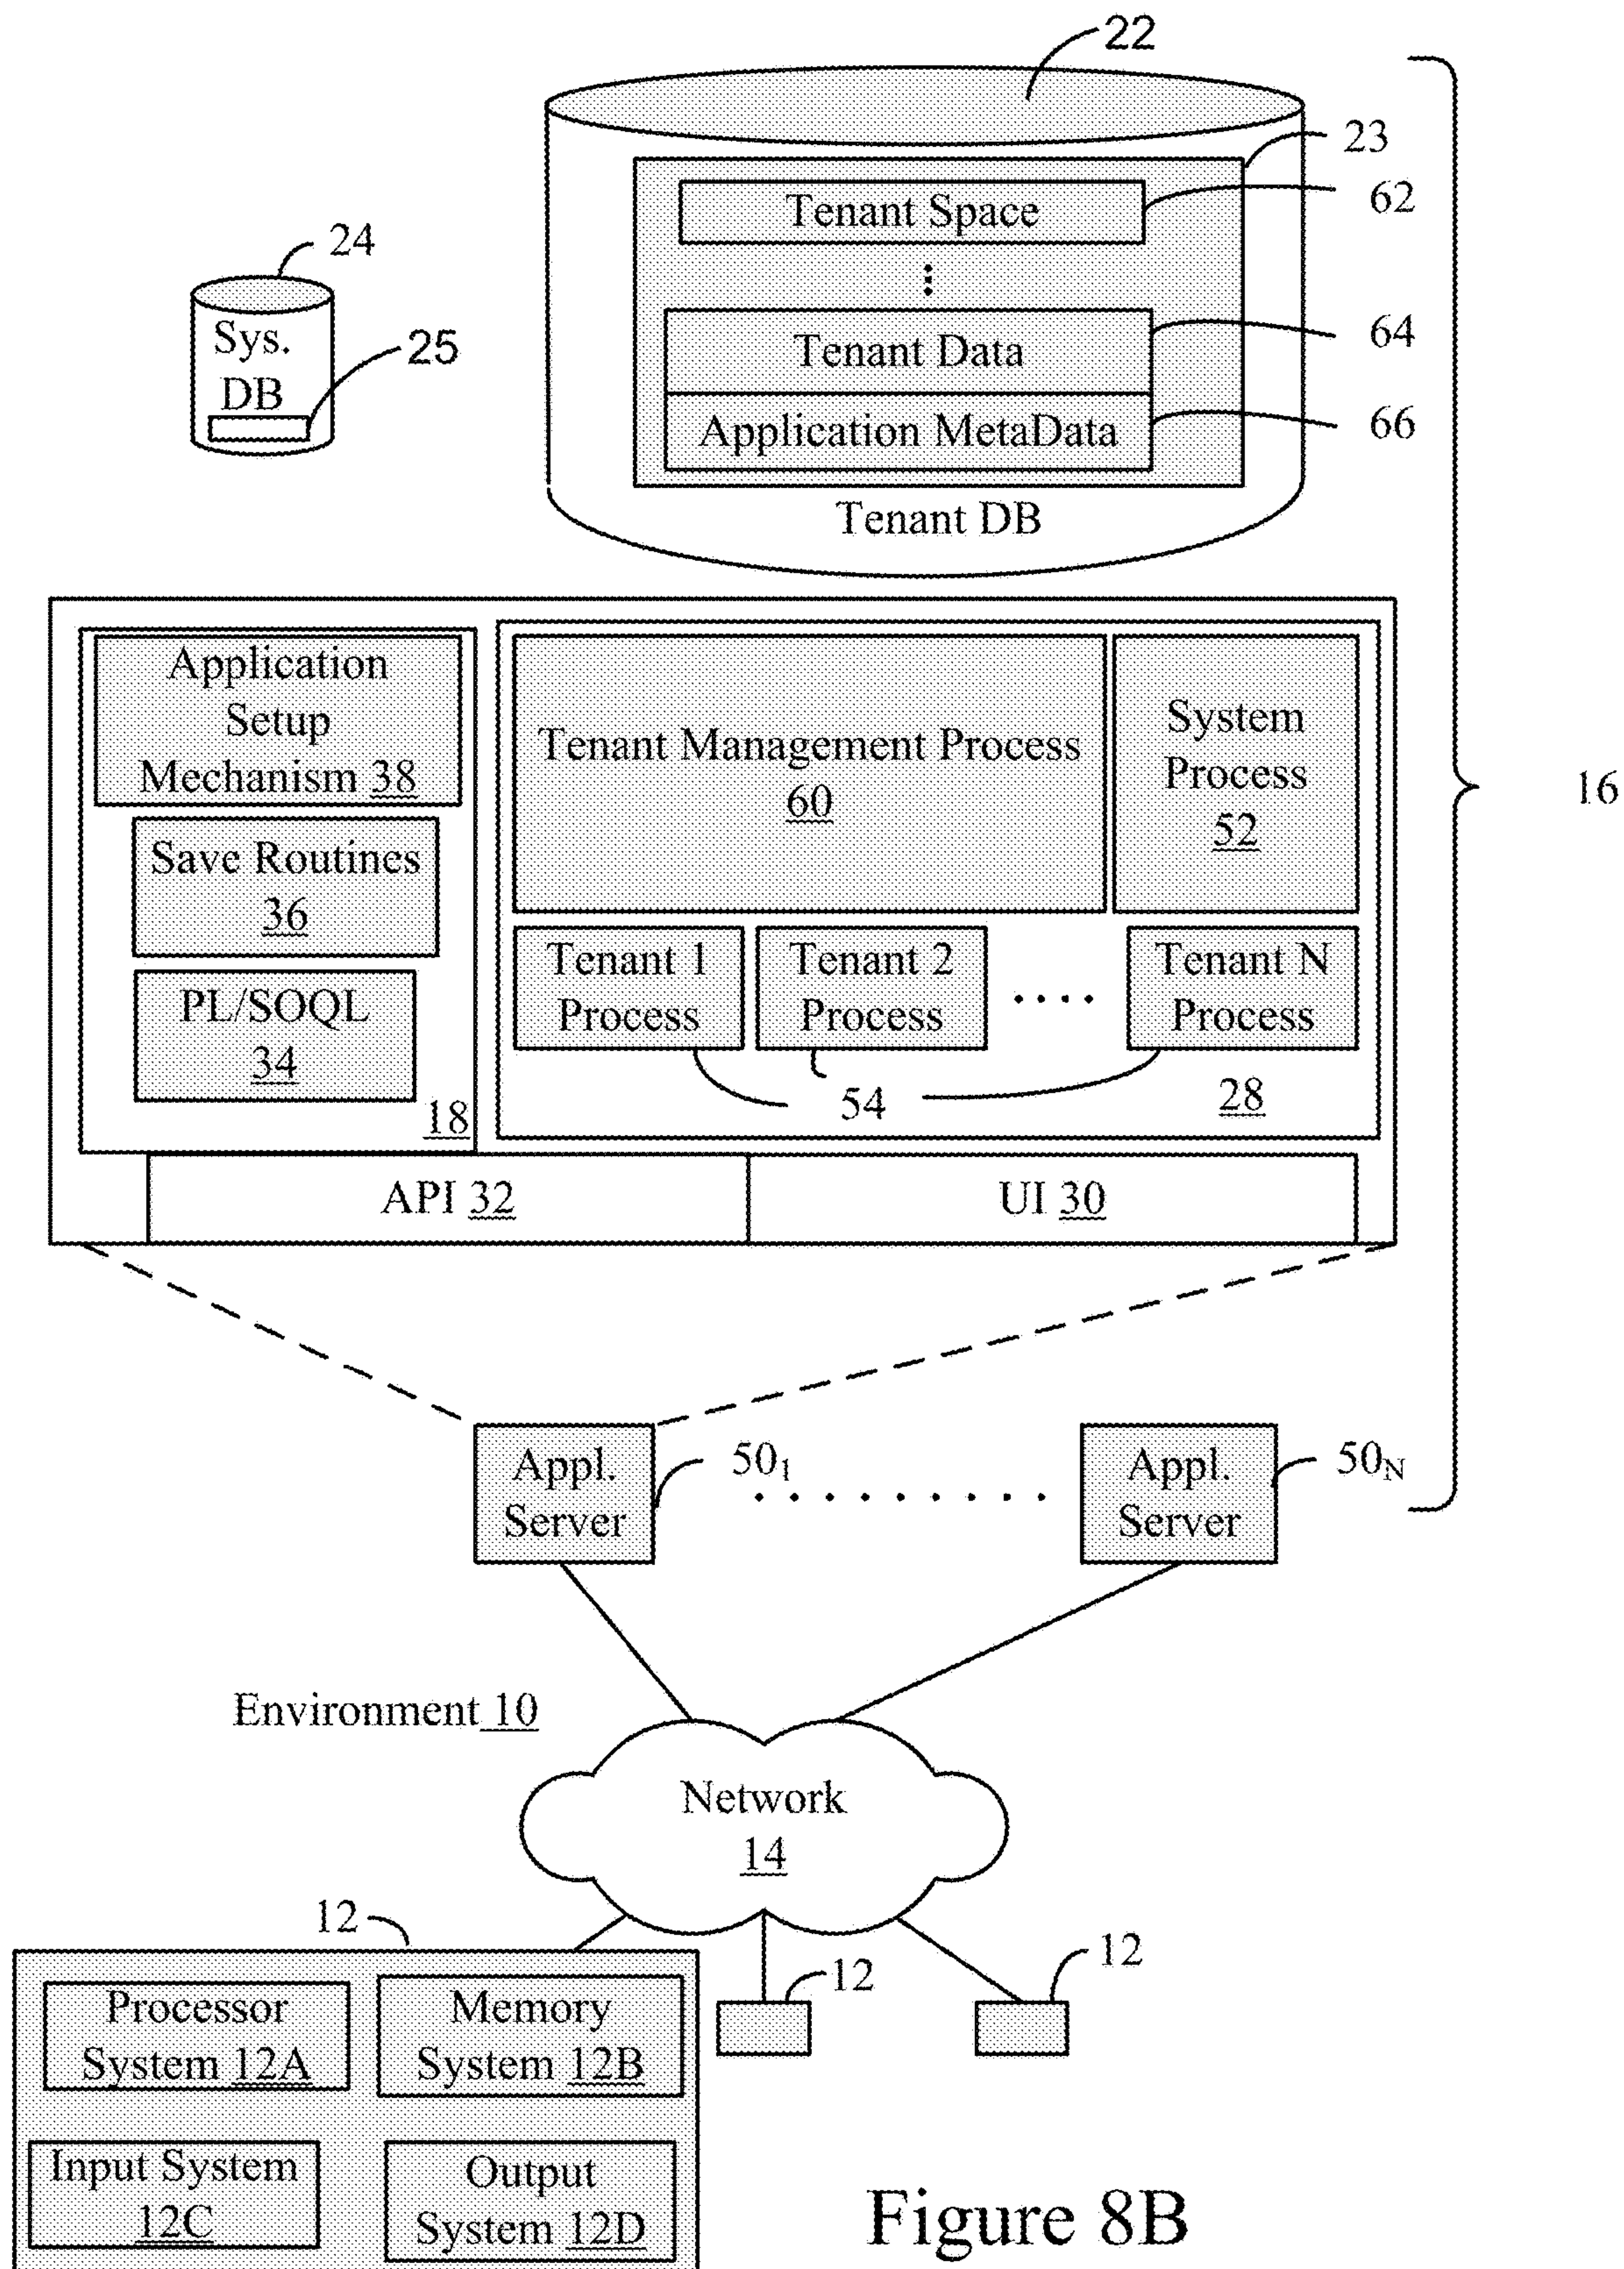 22
23
Tenant Space
62
24
Sys.
DB
25
Tenant Data
64
Application MetaData
66
Tenant DB
16
Application
Setup
Mechanism 38
Save Routines
36
PL/SOQL
34
18
Tenant Management Process
60
System
Process
52
Tenant 1
Process
Tenant 2
Process
....
Tenant N
Process
54
28
API 32
UI 30
Appl.
Server
50₁
. . . . . . . . .
Appl.
Server
50N
Environment 10
Network
14
12
12
12
Processor
System 12A
Memory
System 12B
Input System
12C
Output
System 12D
Figure 8B